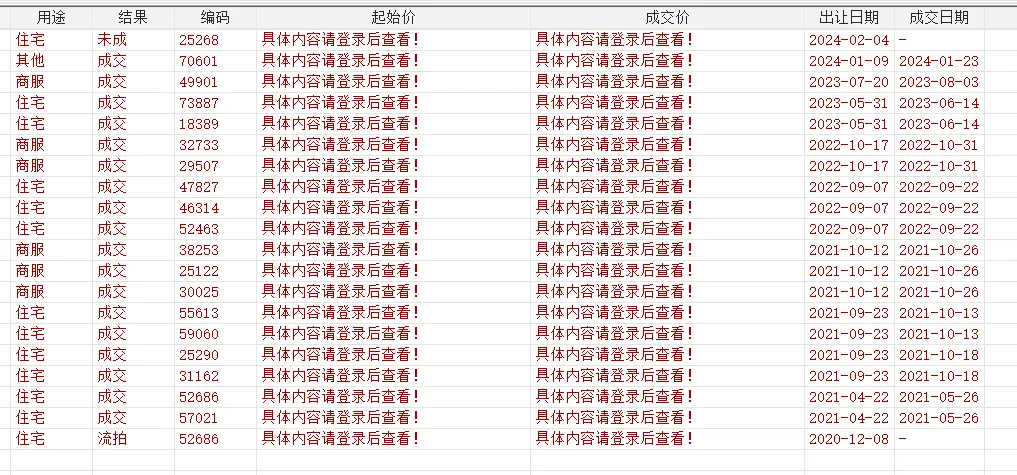 用途 结果 编码 起始价 成交价 出让日期 成交日期
住宅 未成 25268 具体内容请登录后查看! 具体内容请登录后查看! 2024-02-04 -
其他 成交 70601 具体内容请登录后查看! 具体内容请登录后查看! 2024-01-09 2024-01-23
商服 成交 49901 具体内容请登录后查看! 具体内容请登录后查看! 2023-07-20 2023-08-03
住宅 成交 73887 具体内容请登录后查看! 具体内容请登录后查看! 2023-05-31 2023-06-14
住宅 成交 18389 具体内容请登录后查看! 具体内容请登录后查看! 2023-05-31 2023-06-14
商服 成交 32733 具体内容请登录后查看! 具体内容请登录后查看! 2022-10-17 2022-10-31
商服 成交 29507 具体内容请登录后查看! 具体内容请登录后查看! 2022-10-17 2022-10-31
住宅 成交 47827 具体内容请登录后查看! 具体内容请登录后查看! 2022-09-07 2022-09-22
住宅 成交 46314 具体内容请登录后查看! 具体内容请登录后查看! 2022-09-07 2022-09-22
住宅 成交 52463 具体内容请登录后查看! 具体内容请登录后查看! 2022-09-07 2022-09-22
商服 成交 38253 具体内容请登录后查看! 具体内容请登录后查看! 2021-10-12 2021-10-26
商服 成交 25122 具体内容请登录后查看! 具体内容请登录后查看! 2021-10-12 2021-10-26
商服 成交 30025 具体内容请登录后查看! 具体内容请登录后查看! 2021-10-12 2021-10-26
住宅 成交 55613 具体内容请登录后查看! 具体内容请登录后查看! 2021-09-23 2021-10-13
住宅 成交 59060 具体内容请登录后查看! 具体内容请登录后查看! 2021-09-23 2021-10-13
住宅 成交 25290 具体内容请登录后查看! 具体内容请登录后查看! 2021-09-23 2021-10-18
住宅 成交 31162 具体内容请登录后查看! 具体内容请登录后查看! 2021-09-23 2021-10-18
住宅 成交 52686 具体内容请登录后查看! 具体内容请登录后查看! 2021-04-22 2021-05-26
住宅 成交 57021 具体内容请登录后查看! 具体内容请登录后查看! 2021-04-22 2021-05-26
住宅 流拍 52686 具体内容请登录后查看! 具体内容请登录后查看! 2020-12-08 -